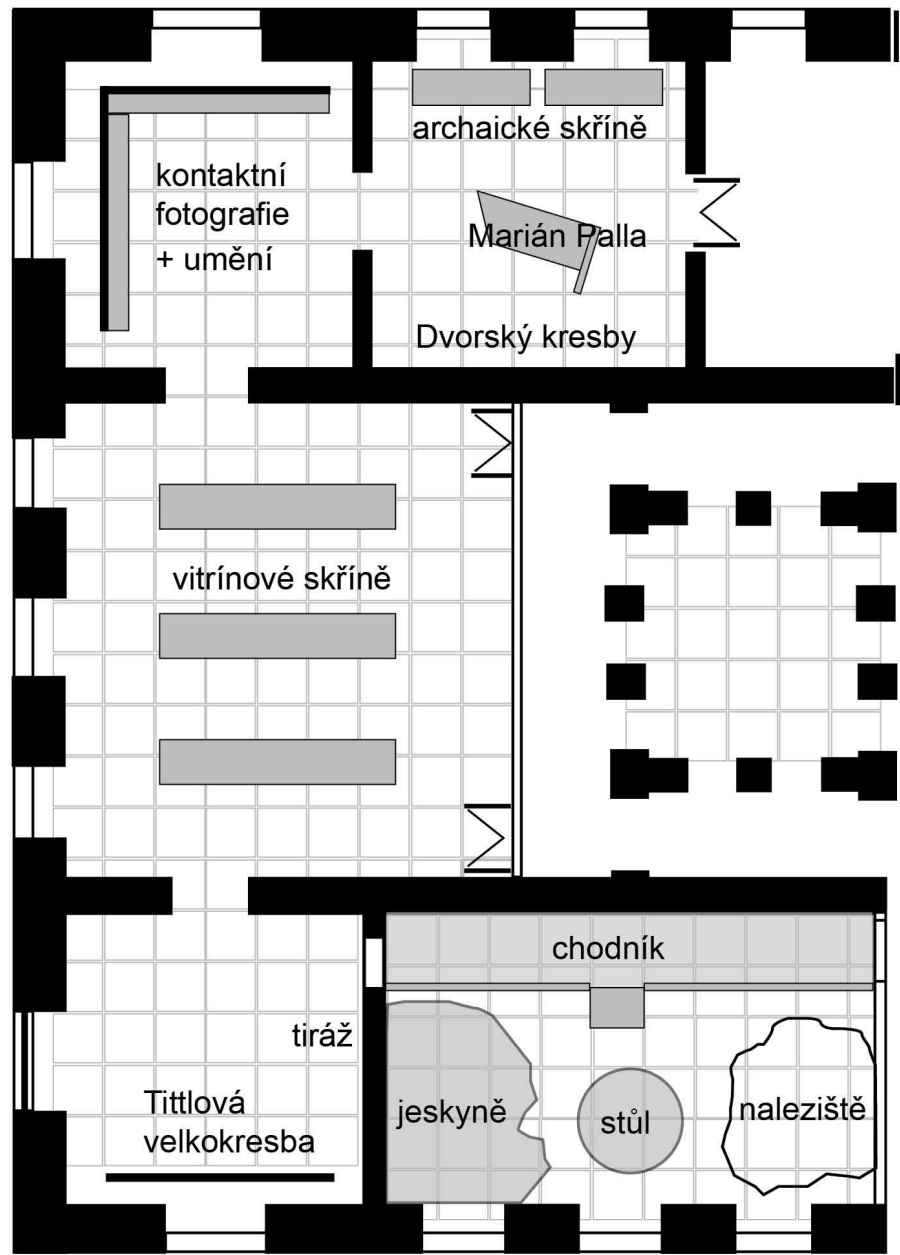 archaické skříně
kontaktní
fotografie
+ umění
Marián Palla
Dvorský kresby
vitrínové skříně
chodník
tiráž
Tittlová
velkokresba
jeskyně
stůl
naleziště